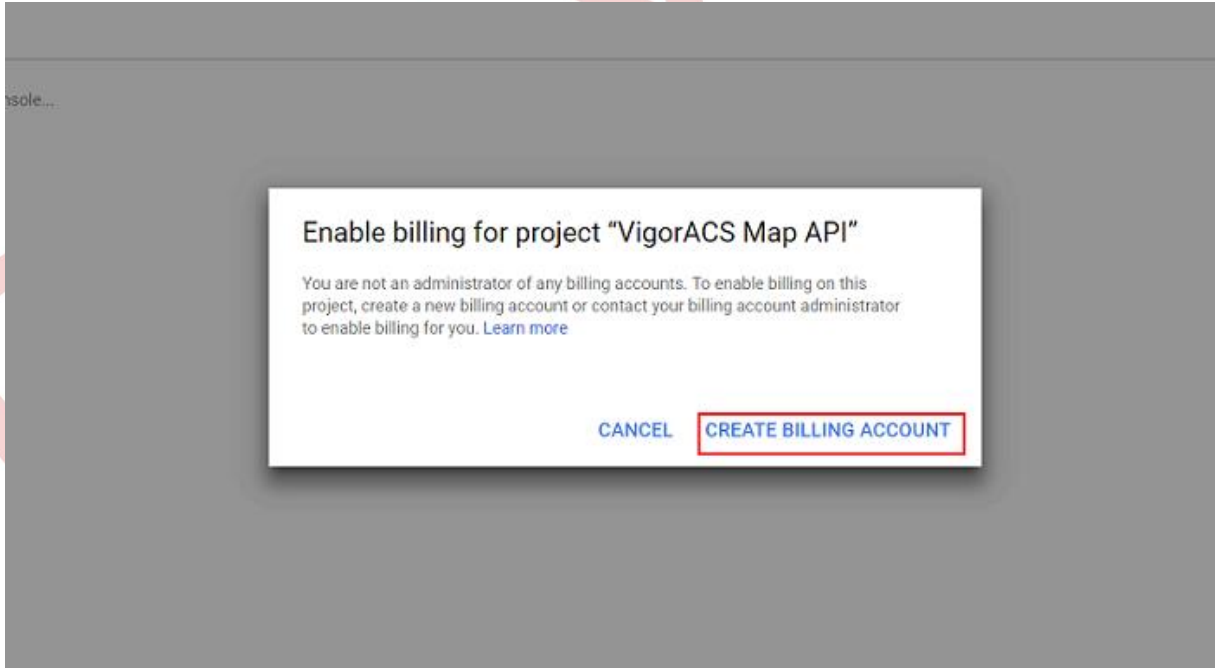 Enable billing for project “VigorACS Map API”
You are not an administrator of any billing accounts. To enable billing on this
project, create a new billing account or contact your billing account administrator
to enable billing for you. Learn more
CANCEL CREATE BILLING ACCOUNT